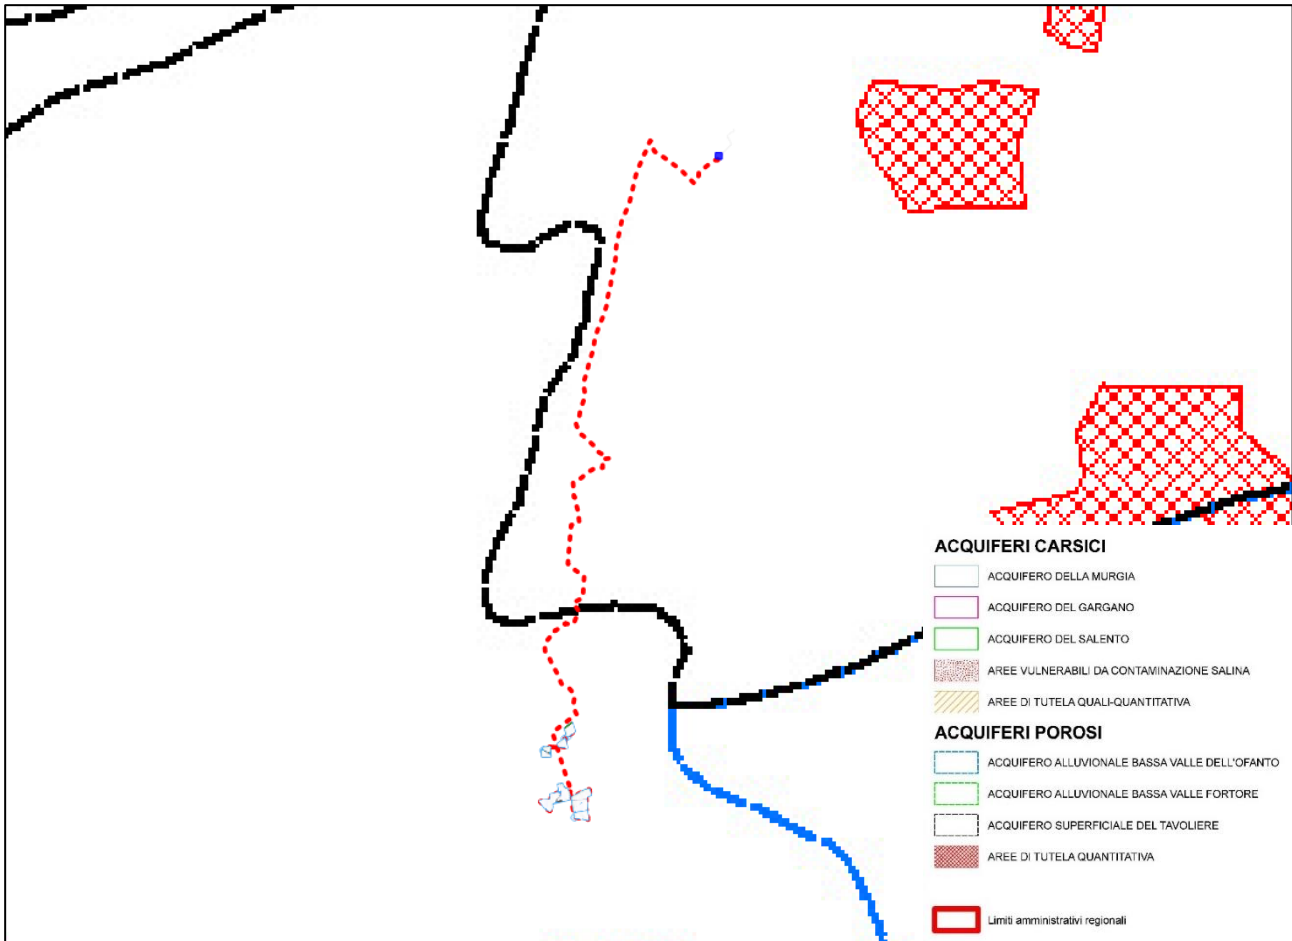 ACQUIFERI CARSICI
ACQUIFERO DELLA MURGIA
ACQUIFERO DEL GARGANO
ACQUIFERO DEL SALENTO
AREE VULNERABILI DA CONTAMINAZIONE SALINA
AREE DI TUTELA QUALI-QUANTITATIVA
ACQUIFERI POROSI
ACQUIFERO ALLUVIONALE BASSA VALLE DELL'OFANTO
ACQUIFERO ALLUVIONALE BASSA VALLE FORTORE
ACQUIFERO SUPERFICIALE DEL TAVOLIERE
AREE DI TUTELA QUANTITATIVA
Limiti amministrativi regionali